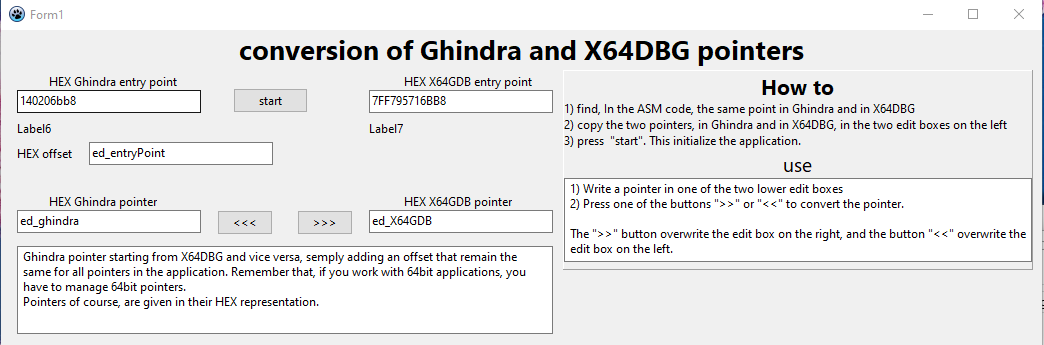 Form1
conversion of Ghindra and X64DBG pointers
HEX Ghindra entry point
HEX X64GDB entry point
140206bb8
start
7FF795716BB8
Label6
Label7
HEX offset
ed_entryPoint
HEX Ghindra pointer
HEX X64GDB pointer
ed_ghindra
<<<
>>>
ed_X64GDB
Ghindra pointer starting from X64DBG and vice versa, semply adding an offset that remain the
same for all pointers in the application. Remember that, if you work with 64bit applications, you
have to manage 64bit pointers.
Pointers of course, are given in their HEX representation.
How to
1) find, In the ASM code, the same point in Ghindra and in X64DBG
2) copy the two pointers, in Ghindra and in X64DBG, in the two edit boxes on the left
3) press "start". This initialize the application.
use
1) Write a pointer in one of the two lower edit boxes
2) Press one of the buttons ">>" or "<<" to convert the pointer.
The ">>" button overwrite the edit box on the right, and the button "<<" overwrite the
edit box on the left.